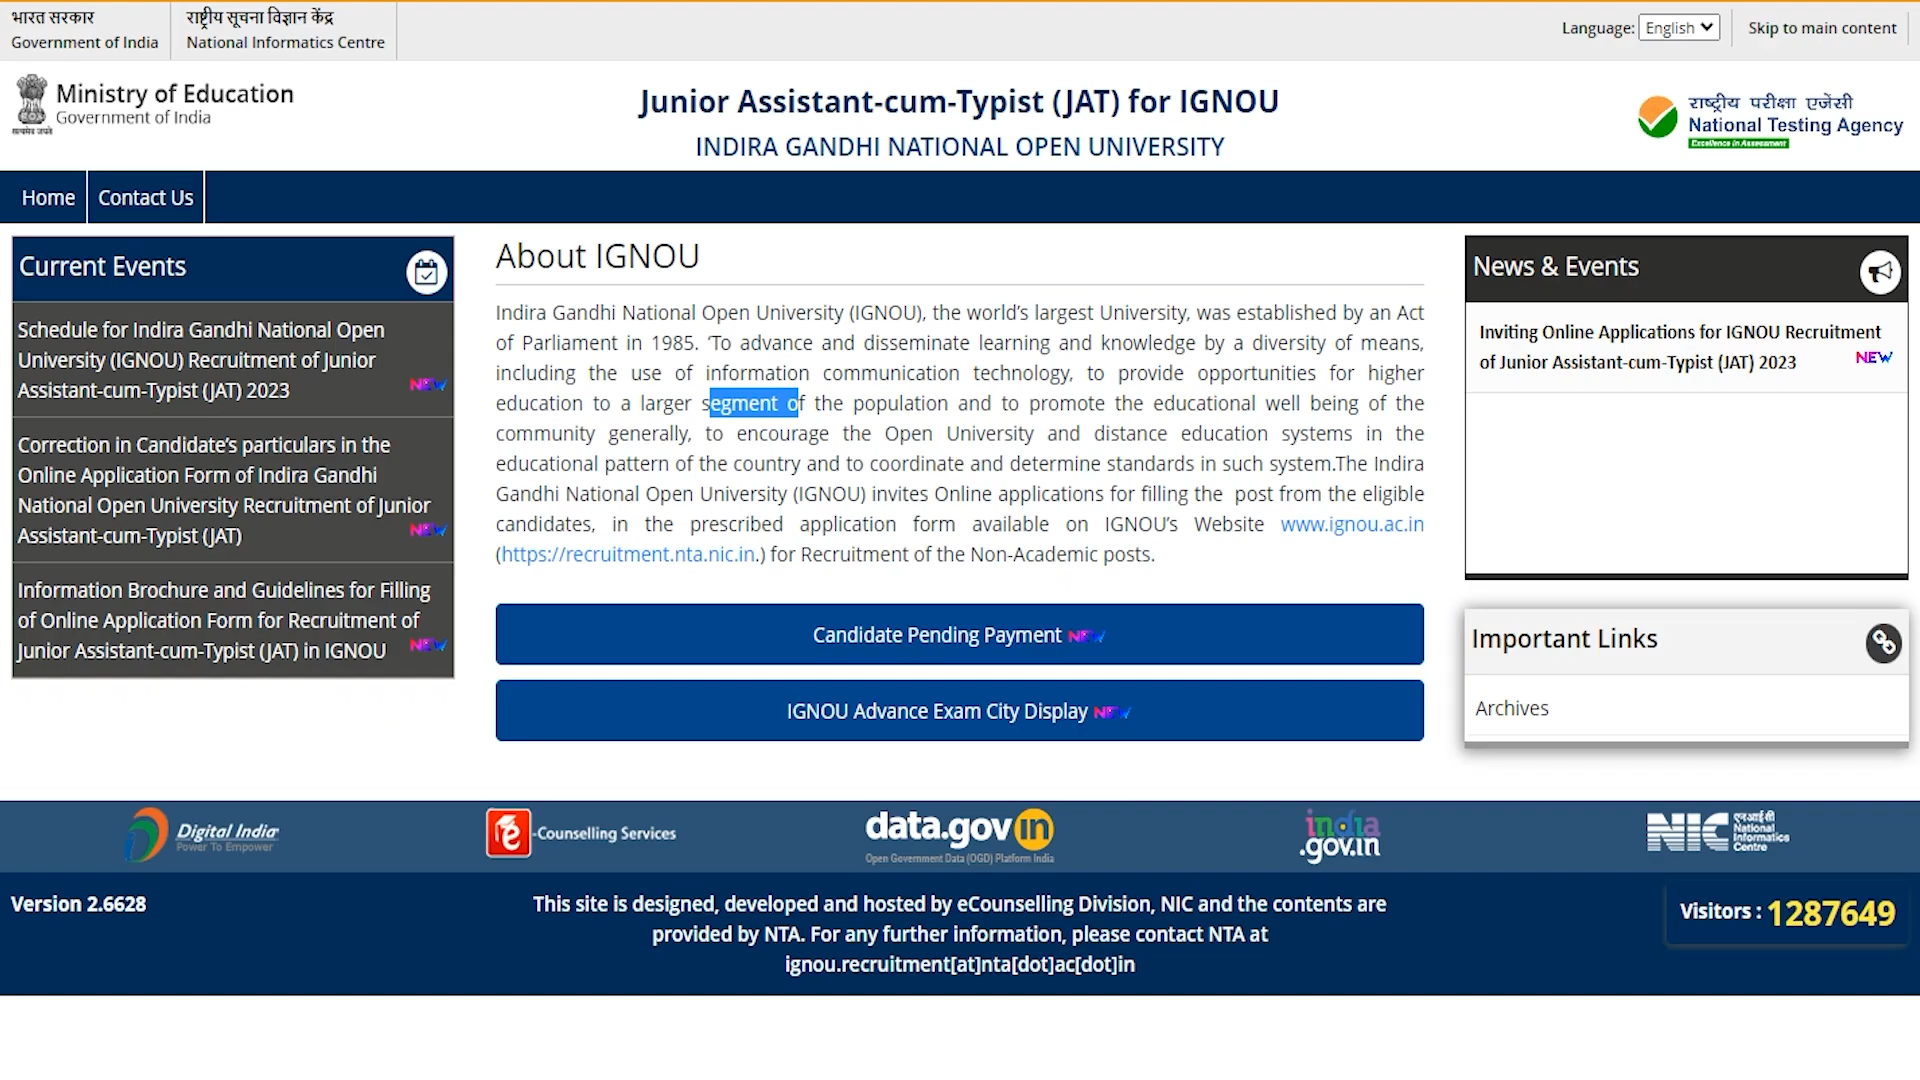 भारत सरकार
Government of India
राष्ट्रीय सूचना विज्ञान केंद्र
National Informatics Centre
Language: English
Skip to main content
सत्यमेव जयते
Ministry of Education
Government of India
Junior Assistant-cum-Typist (JAT) for IGNOU
INDIRA GANDHI NATIONAL OPEN UNIVERSITY
राष्ट्रीय परीक्षा एजेंसी
National Testing Agency
Excellence in Assessment
Home
Contact Us
Current Events
Schedule for Indira Gandhi National Open
University (IGNOU) Recruitment of Junior
Assistant-cum-Typist (JAT) 2023 NEW
Correction in Candidate’s particulars in the
Online Application Form of Indira Gandhi
National Open University Recruitment of Junior
Assistant-cum-Typist (JAT) NEW
Information Brochure and Guidelines for Filling
of Online Application Form for Recruitment of
Junior Assistant-cum-Typist (JAT) in IGNOU NEW
About IGNOU
Indira Gandhi National Open University (IGNOU), the world’s largest University, was established by an Act
of Parliament in 1985. ‘To advance and disseminate learning and knowledge by a diversity of means,
including the use of information communication technology, to provide opportunities for higher
education to a larger segment of the population and to promote the educational well being of the
community generally, to encourage the Open University and distance education systems in the
educational pattern of the country and to coordinate and determine standards in such system.The Indira
Gandhi National Open University (IGNOU) invites Online applications for filling the post from the eligible
candidates, in the prescribed application form available on IGNOU’s Website www.ignou.ac.in
(https://recruitment.nta.nic.in.) for Recruitment of the Non-Academic posts.
Candidate Pending Payment NEW
IGNOU Advance Exam City Display NEW
News & Events
Inviting Online Applications for IGNOU Recruitment
of Junior Assistant-cum-Typist (JAT) 2023 NEW
Important Links
Archives
Digital India
Power To Empower
e-Counselling Services
data.gov in
Open Government Data (OGD) Platform India
india
.gov.in
NIC
एनआईसी
National
Informatics
Centre
Version 2.6628
This site is designed, developed and hosted by eCounselling Division, NIC and the contents are
provided by NTA. For any further information, please contact NTA at
ignou.recruitment[at]nta[dot]ac[dot]in
Visitors : 1287649